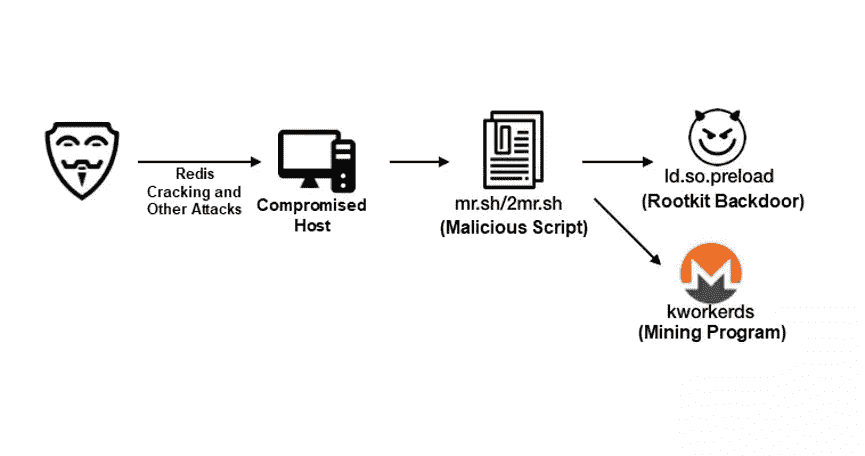 Redis
Cracking and
Other Attacks
Compromised
Host
mr.sh/2mr.sh
(Malicious Script)
ld.so.preload
(Rootkit Backdoor)
kworkerds
(Mining Program)